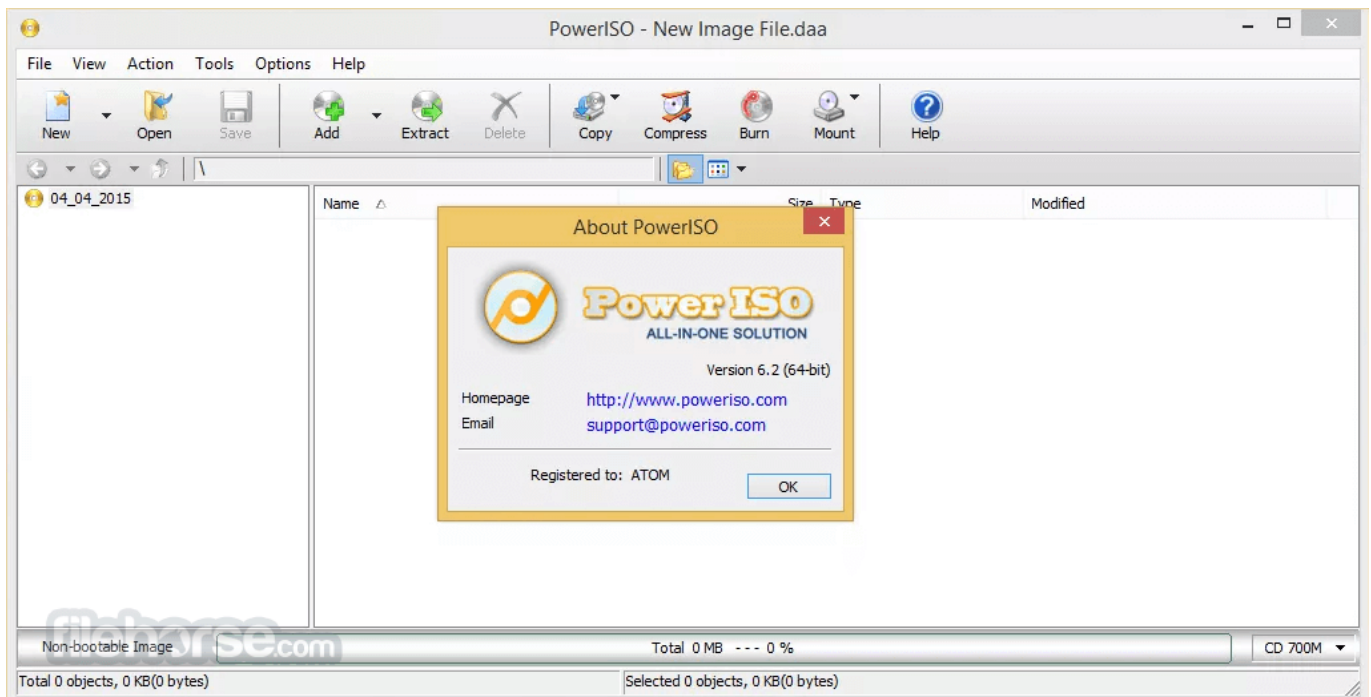 PowerISO - New Image File.daa
File View Action Tools Options Help
New Open Save Add Extract Delete Copy Compress Burn Mount Help
\
04_04_2015
Name Size Type Modified
About PowerISO
Power ISO
ALL-IN-ONE SOLUTION
Version 6.2 (64-bit)
Homepage http://www.poweriso.com
Email support@poweriso.com
Registered to: ATOM
OK
filehorse.com
Non-bootable Image Total 0 MB --- 0 % CD 700M
Total 0 objects, 0 KB(0 bytes) Selected 0 objects, 0 KB(0 bytes)